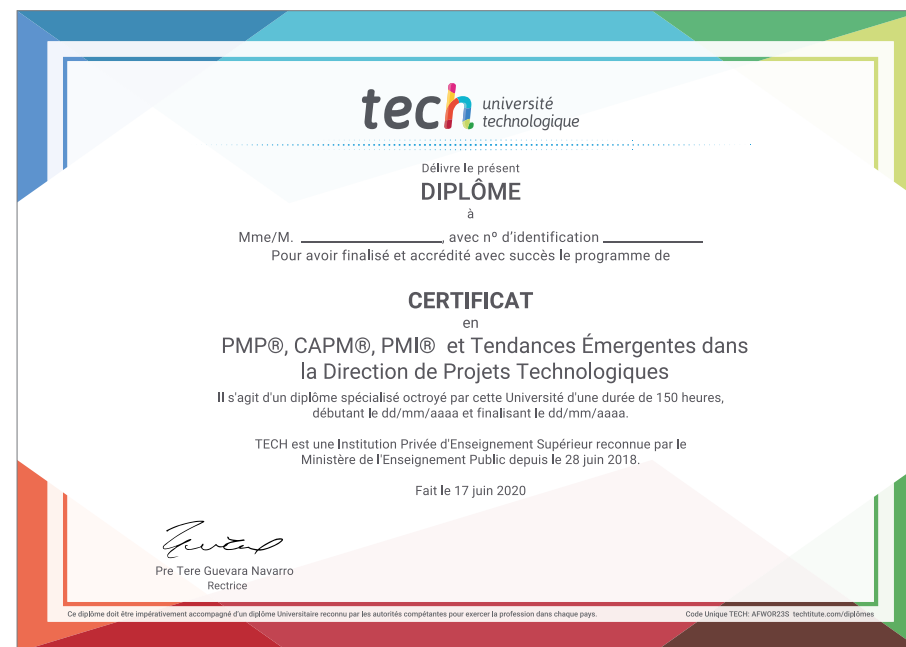 tech université
technologique
Délivre le présent
DIPLÔME
à
Mme/M. ____________________, avec nº d'identification ______________
Pour avoir finalisé et accrédité avec succès le programme de
CERTIFICAT
en
PMP®, CAPM®, PMI® et Tendances Émergentes dans
la Direction de Projets Technologiques
Il s'agit d'un diplôme spécialisé octroyé par cette Université d'une durée de 150 heures,
débutant le dd/mm/aaaa et finalisant le dd/mm/aaaa.
TECH est une Institution Privée d'Enseignement Supérieur reconnue par le
Ministère de l'Enseignement Public depuis le 28 juin 2018.
Fait le 17 juin 2020
Pre Tere Guevara Navarro
Rectrice
Ce diplôme doit être impérativement accompagné d'un diplôme Universitaire reconnu par les autorités compétentes pour exercer la profession dans chaque pays.
Code Unique TECH: AFWOR23S techtitute.com/diplômes